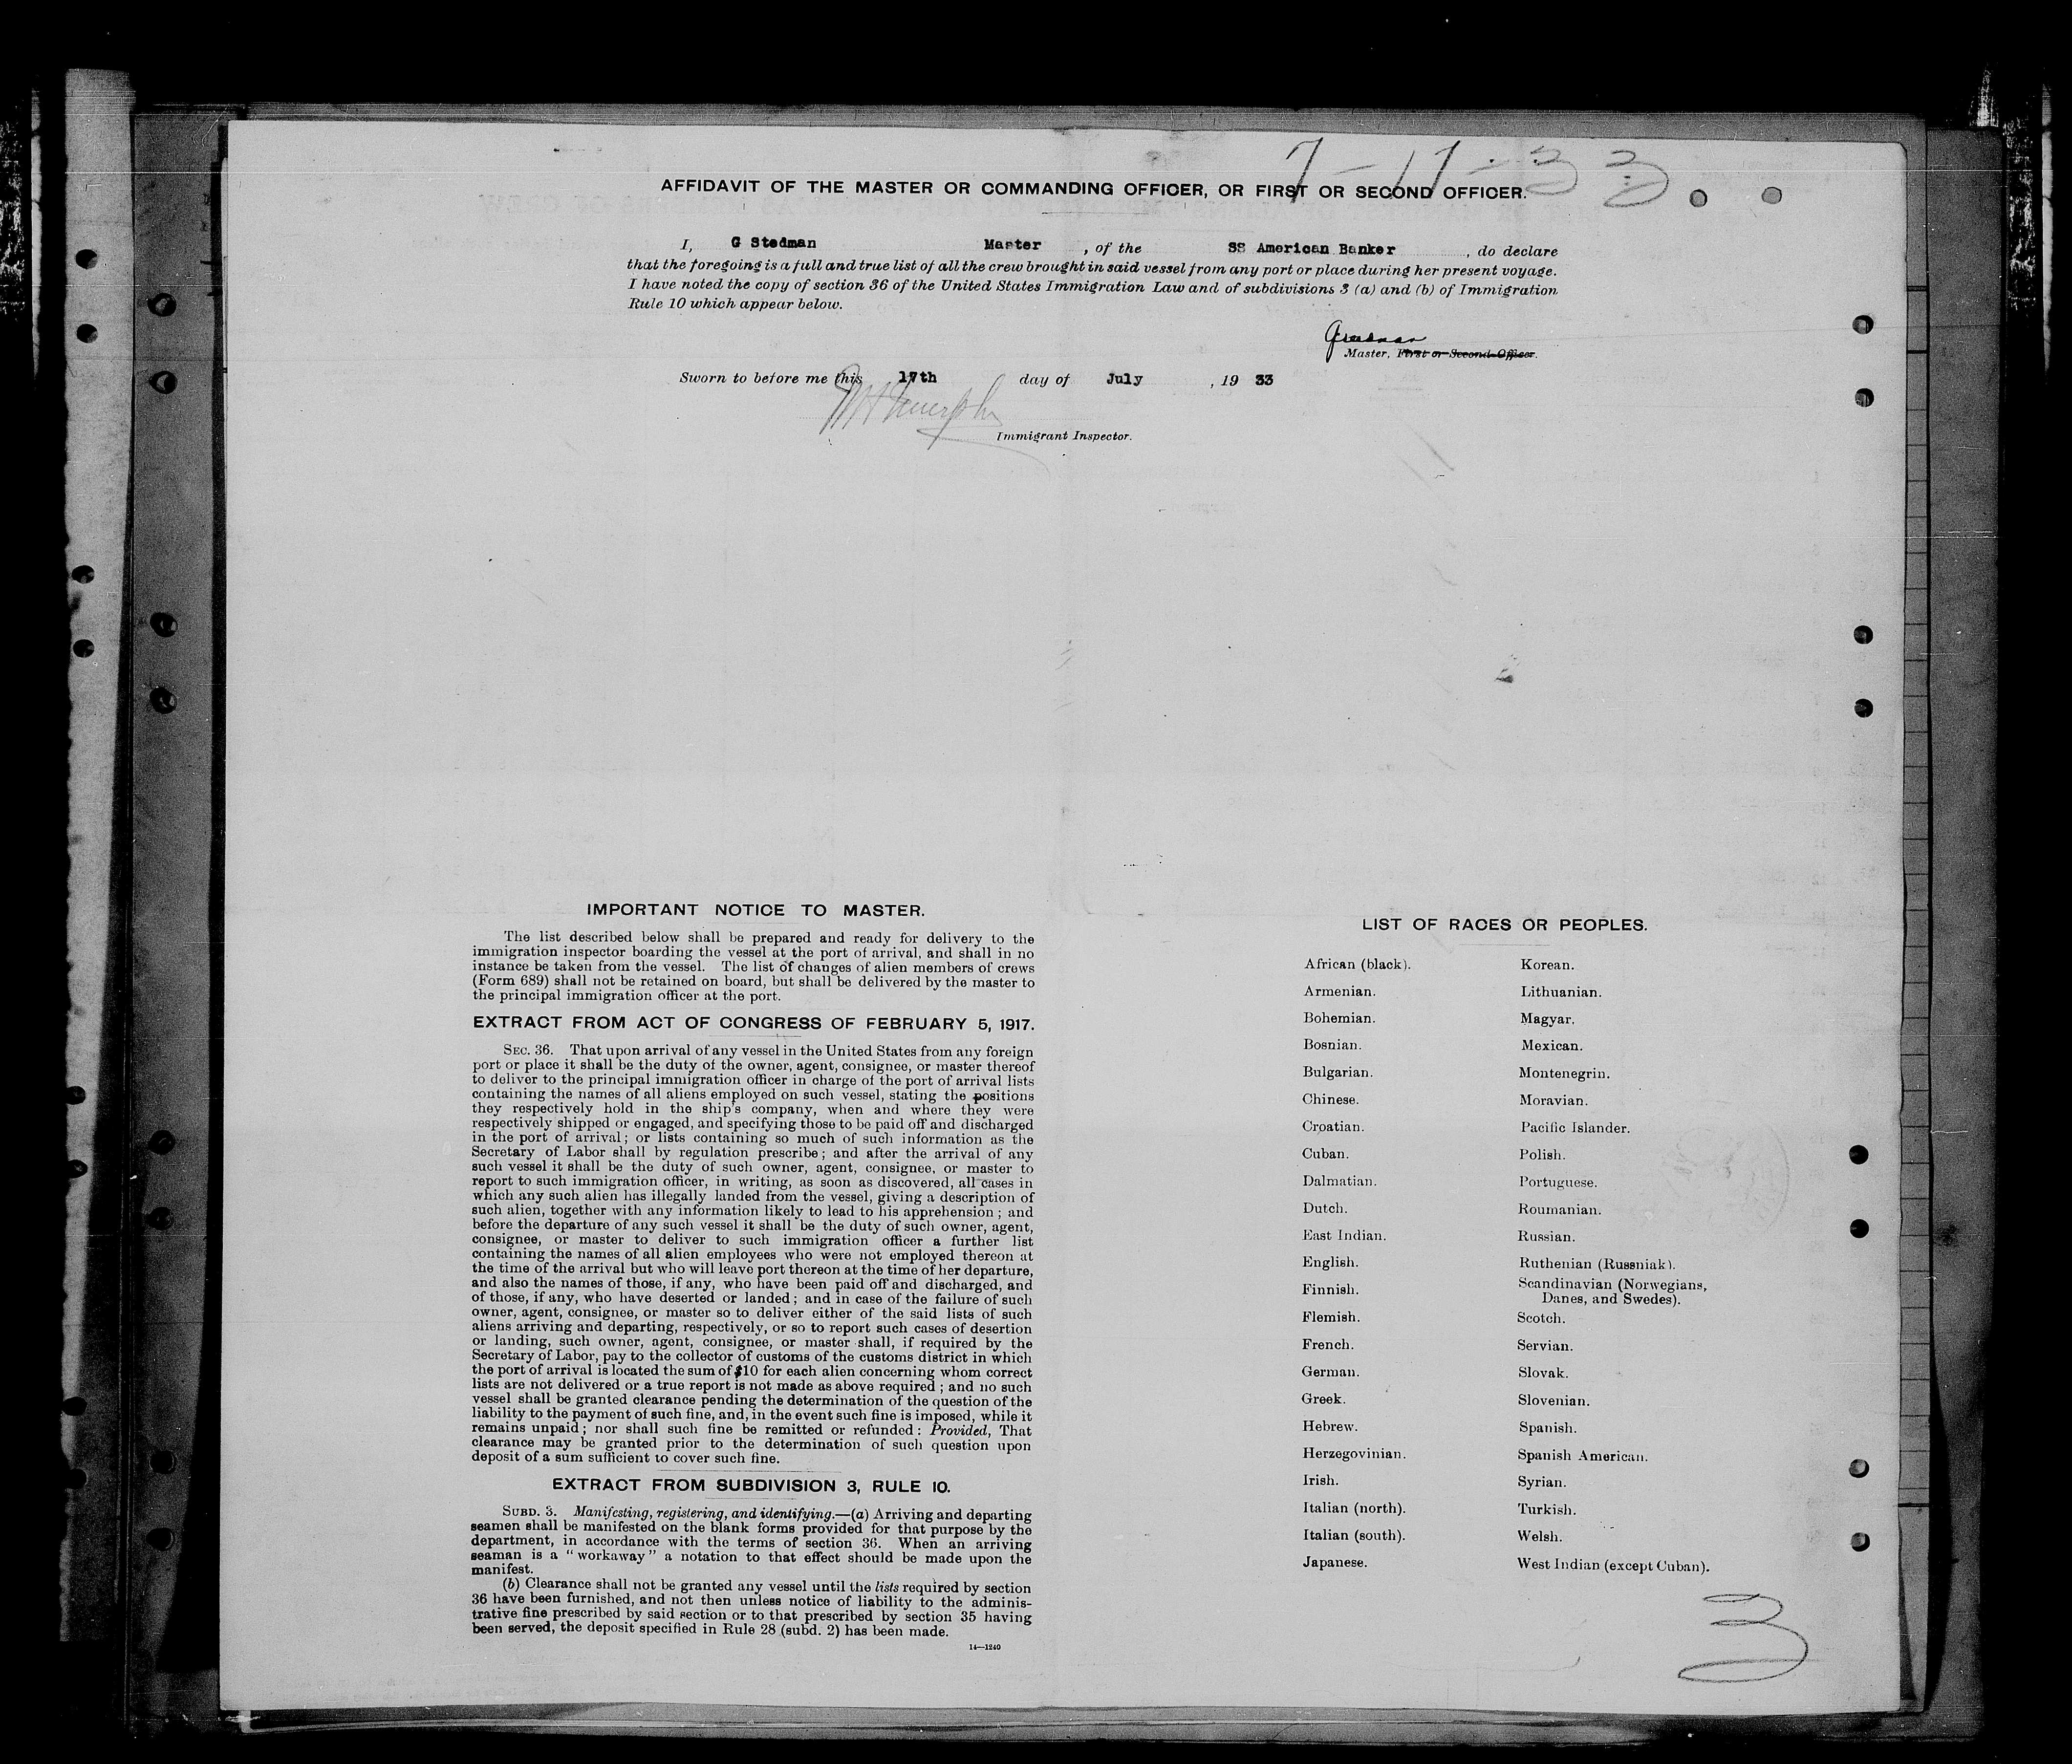 7-17-33
AFFIDAVIT OF THE MASTER OR COMMANDING OFFICER, OR FIRST OR SECOND OFFICER.
I, G Stedman Master, of the SS American Banker, do declare
that the foregoing is a full and true list of all the crew brought in said vessel from any port or place during her present voyage.
I have noted the copy of section 36 of the United States Immigration Law and of subdivisions 3 (a) and (b) of Immigration
Rule 10 which appear below.
Master, First or Second Officer.
Sworn to before me this 17th day of July, 1933
Immigrant Inspector.
IMPORTANT NOTICE TO MASTER.
The list described below shall be prepared and ready for delivery to the
immigration inspector boarding the vessel at the port of arrival, and shall in no
instance be taken from the vessel. The list of changes of alien members of crews
(Form 689) shall not be retained on board, but shall be delivered by the master to
the principal immigration officer at the port.
EXTRACT FROM ACT OF CONGRESS OF FEBRUARY 5, 1917.
SEC. 36. That upon arrival of any vessel in the United States from any foreign
port or place it shall be the duty of the owner, agent, consignee, or master thereof
to deliver to the principal immigration officer in charge of the port of arrival lists
containing the names of all aliens employed on such vessel, stating the positions
they respectively hold in the ship's company, when and where they were
respectively shipped or engaged, and specifying those to be paid off and discharged
in the port of arrival; or lists containing so much of such information as the
Secretary of Labor shall by regulation prescribe; and after the arrival of any
such vessel it shall be the duty of such owner, agent, consignee, or master to
report to such immigration officer, in writing, as soon as discovered, all cases in
which any such alien has illegally landed from the vessel, giving a description of
such alien, together with any information likely to lead to his apprehension; and
before the departure of any such vessel it shall be the duty of such owner, agent,
consignee, or master to deliver to such immigration officer a further list
containing the names of all alien employees who were not employed thereon at
the time of the arrival but who will leave port thereon at the time of her departure,
and also the names of those, if any, who have been paid off and discharged, and
of those, if any, who have deserted or landed; and in case of the failure of such
owner, agent, consignee, or master so to deliver either of the said lists of such
aliens arriving and departing, respectively, or so to report such cases of desertion
or landing, such owner, agent, consignee, or master shall, if required by the
Secretary of Labor, pay to the collector of customs of the customs district in which
the port of arrival is located the sum of $10 for each alien concerning whom correct
lists are not delivered or a true report is not made as above required; and no such
vessel shall be granted clearance pending the determination of the question of the
liability to the payment of such fine, and, in the event such fine is imposed, while it
remains unpaid; nor shall such fine be remitted or refunded: Provided, That
clearance may be granted prior to the determination of such question upon
deposit of a sum sufficient to cover such fine.
EXTRACT FROM SUBDIVISION 3, RULE 10.
SUBD. 3. Manifesting, registering, and identifying.—(a) Arriving and departing
seamen shall be manifested on the blank forms provided for that purpose by the
department, in accordance with the terms of section 36. When an arriving
seaman is a "workaway" a notation to that effect should be made upon the
manifest.
(b) Clearance shall not be granted any vessel until the lists required by section
36 have been furnished, and not then unless notice of liability to the adminis-
trative fine prescribed by said section or to that prescribed by section 35 having
been served, the deposit specified in Rule 28 (subd. 2) has been made.
14—1240
LIST OF RACES OR PEOPLES.
African (black).
Armenian.
Bohemian.
Bosnian.
Bulgarian.
Chinese.
Croatian.
Cuban.
Dalmatian.
Dutch.
East Indian.
English.
Finnish.
Flemish.
French.
German.
Greek.
Hebrew.
Herzegovinian.
Irish.
Italian (north).
Italian (south).
Japanese.
Korean.
Lithuanian.
Magyar.
Mexican.
Montenegrin.
Moravian.
Pacific Islander.
Polish.
Portuguese.
Roumanian.
Russian.
Ruthenian (Russniak).
Scandinavian (Norwegians,
Danes, and Swedes).
Scotch.
Servian.
Slovak.
Slovenian.
Spanish.
Spanish American.
Syrian.
Turkish.
Welsh.
West Indian (except Cuban).
3